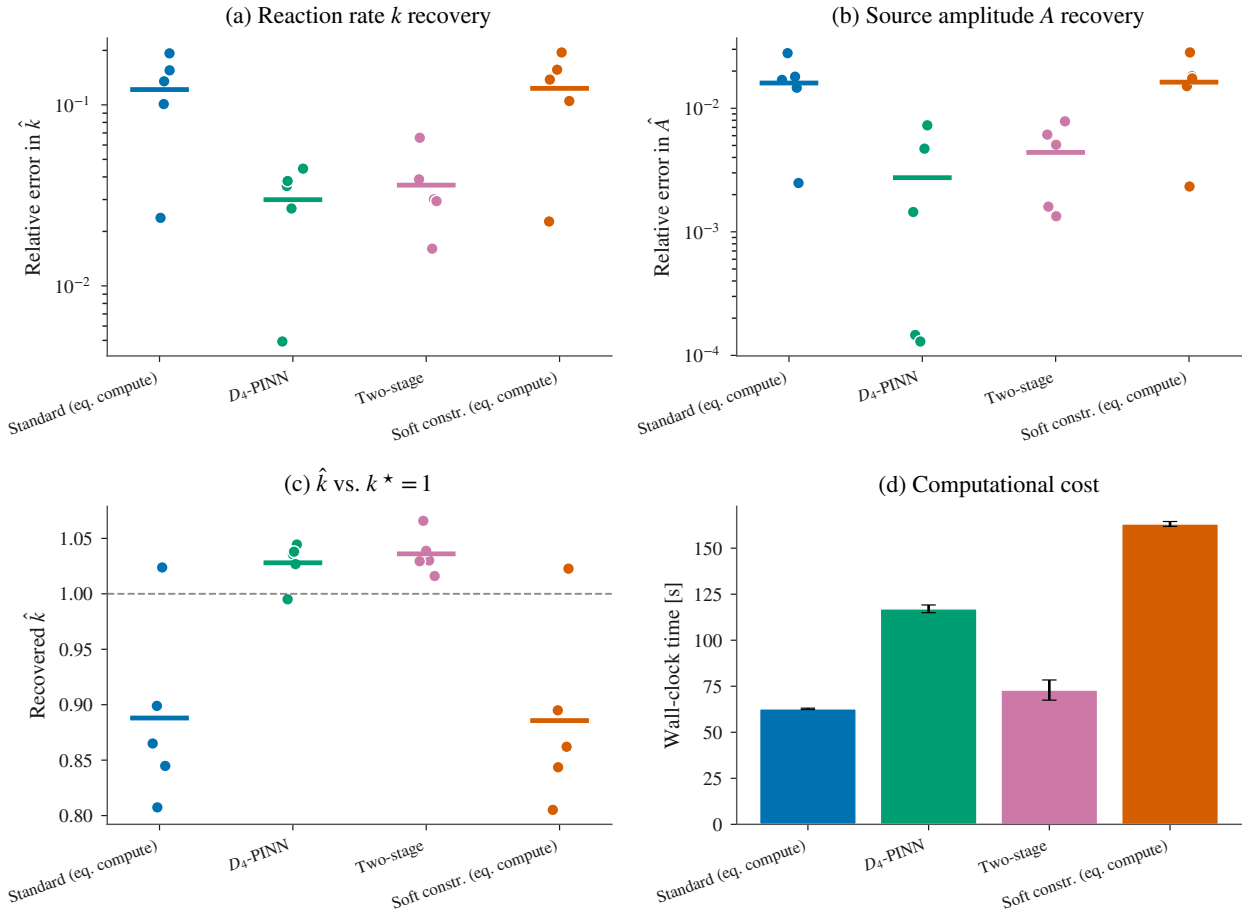 (a) Reaction rate k recovery
Relative error in k̂
10⁻¹
10⁻²
Standard (eq. compute)
D₄-PINN
Two-stage
Soft constr. (eq. compute)
(b) Source amplitude A recovery
Relative error in Â
10⁻²
10⁻³
10⁻⁴
Standard (eq. compute)
D₄-PINN
Two-stage
Soft constr. (eq. compute)
(c) k̂ vs. k⋆ = 1
Recovered k̂
1.05
1.00
0.95
0.90
0.85
0.80
Standard (eq. compute)
D₄-PINN
Two-stage
Soft constr. (eq. compute)
(d) Computational cost
Wall-clock time [s]
150
125
100
75
50
25
0
Standard (eq. compute)
D₄-PINN
Two-stage
Soft constr. (eq. compute)